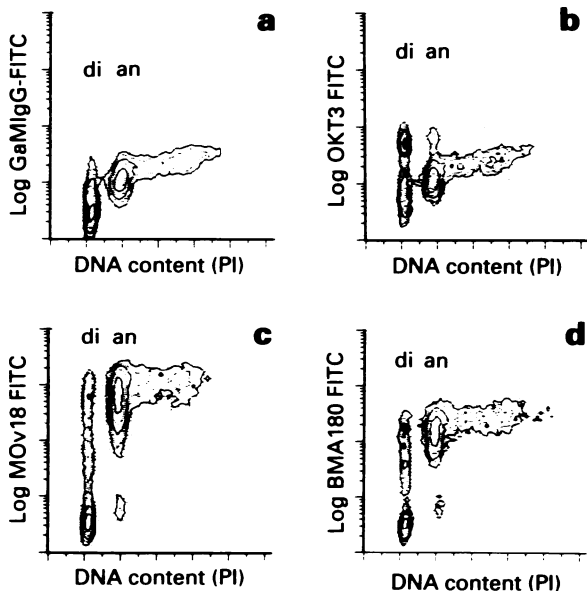 a
di an
Log GaMIgG-FITC
DNA content (PI)
b
di an
Log OKT3 FITC
DNA content (PI)
c
di an
Log MOv18 FITC
DNA content (PI)
d
di an
Log BMA180 FITC
DNA content (PI)